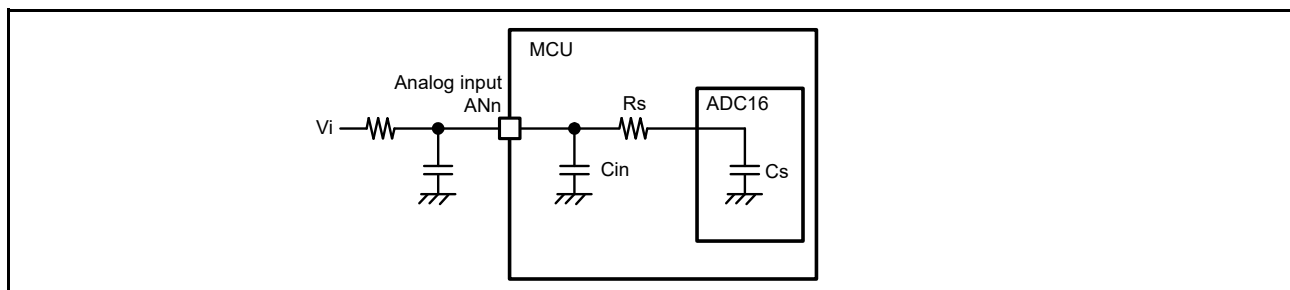 MCU
Analog input
ANn
Rs
ADC16
Vi
Cin
Cs